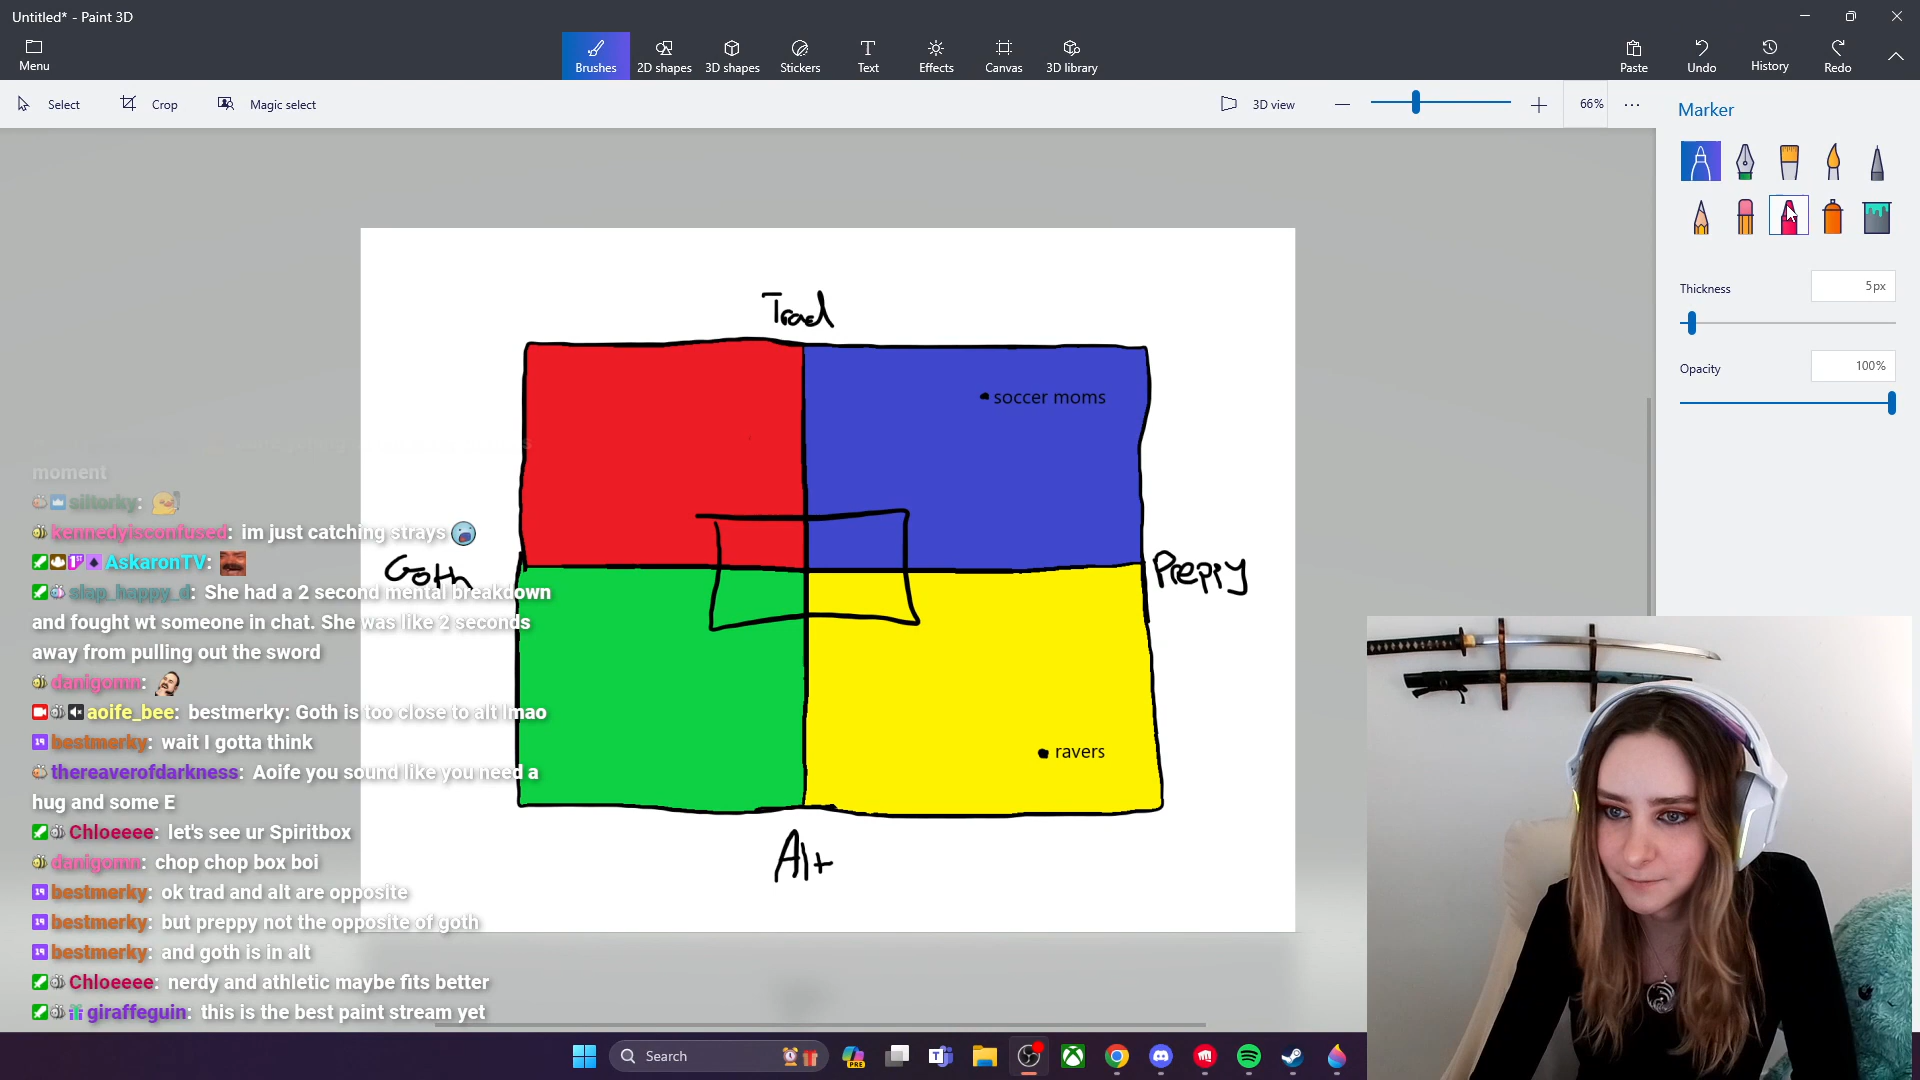 Untitled* - Paint 3D
Menu
Brushes
2D shapes
3D shapes
Stickers
Text
Effects
Canvas
3D library
Paste
Undo
History
Redo
Select
Crop
Magic select
3D view
66%
Marker
Thickness
5px
Opacity
100%
Trad
soccer moms
Goth
Preppy
ravers
Alt
moment
siltorky:
kennedyisconfused: im just catching strays
AskaronTV:
slap_happy_d: She had a 2 second mental breakdown
and fought wt someone in chat. She was like 2 seconds
away from pulling out the sword
danigomn:
aoife_bee: bestmerky: Goth is too close to alt lmao
bestmerky: wait I gotta think
thereaverofdarkness: Aoife you sound like you need a
hug and some E
Chloeeee: let's see ur Spiritbox
danigomn: chop chop box boi
bestmerky: ok trad and alt are opposite
bestmerky: but preppy not the opposite of goth
bestmerky: and goth is in alt
Chloeeee: nerdy and athletic maybe fits better
giraffeguin: this is the best paint stream yet
Search